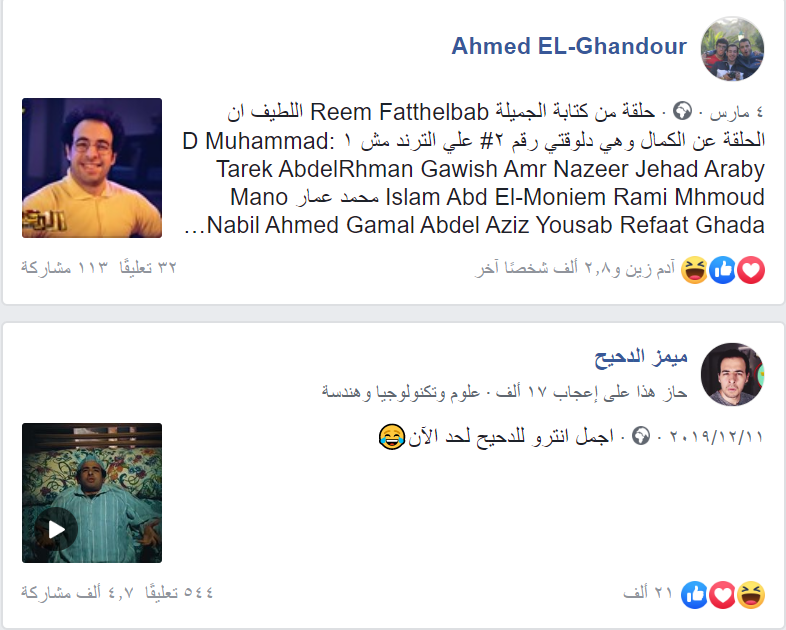 Ahmed EL-Ghandour
٤ مارس · حلقة من كتابة الجميلة Reem Fatthelbab اللطيف ان
الحلقة عن الكمال وهي دلوقتي رقم ٢# علي الترند مش ١ :D Muhammad
Tarek AbdelRhman Gawish Amr Nazeer Jehad Araby
Islam Abd El-Moniem Rami Mhmoud محمد عمار Mano
Nabil Ahmed Gamal Abdel Aziz Yousab Refaat Ghada...
آدم زين و٢,٨ ألف شخصًا آخر
٣٢ تعليقًا ١١٣ مشاركة
ميمز الدحيح
حاز هذا على إعجاب ١٧ ألف · علوم وتكنولوجيا وهندسة
٢٠١٩/١٢/١١ · اجمل انترو للدحيح لحد الآن😂
٢١ ألف
٥٤٤ تعليقًا ٤,٧ ألف مشاركة